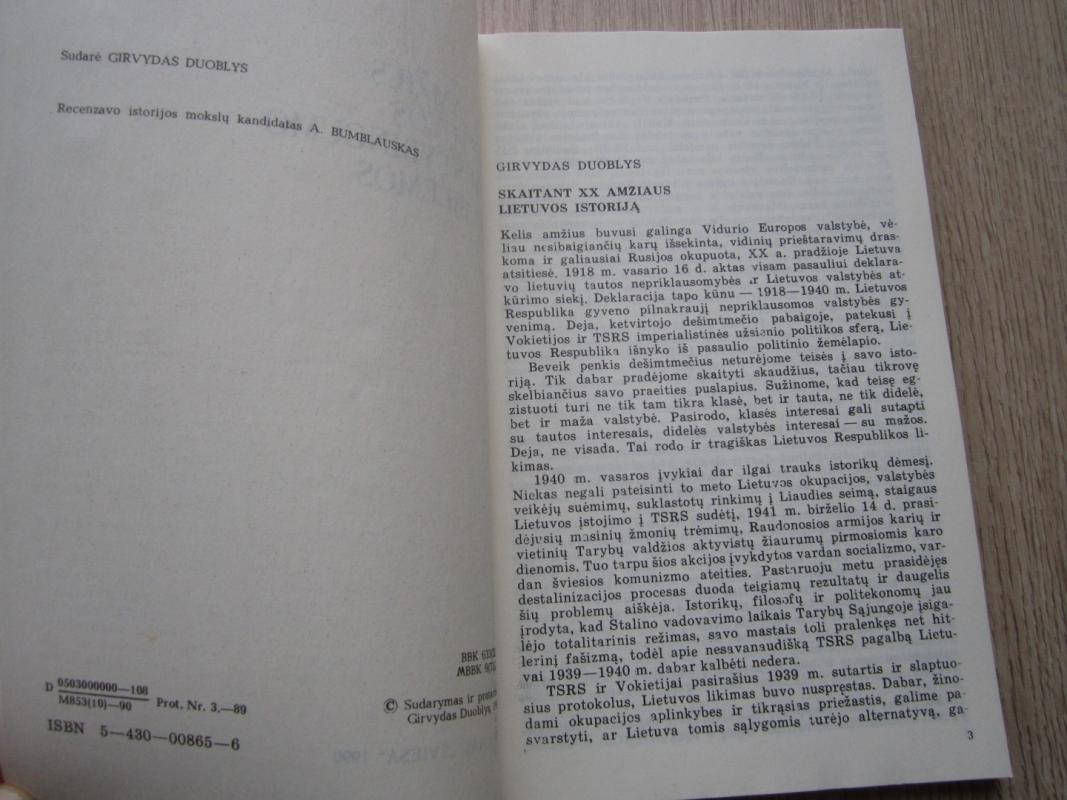 Sudarė GIRVYDAS DUOBLYS
Recenzavo istorijos mokslų kandidatas A. BUMBLAUSKAS
BBK
MBBK
D 0503000000—108
M853(10)—90
Prot. Nr. 3,—89
© Sudarymas ir
Girvydas Duoblys
ISBN 5—430—00865—6
GIRVYDAS DUOBLYS
SKAITANT XX AMŽIAUS
LIETUVOS ISTORIJĄ
Kelis amžius buvusi galinga Vidurio Europos valstybė, vė-
liau nesibaigiančių karų išsekinta, vidinių prieštaravimų dras-
koma ir galiausiai Rusijos okupuota, XX a. pradžioje Lietuva
atsitiesė. 1918 m. vasario 16 d. aktas visam pasauliui deklara-
vo lietuvių tautos nepriklausomybės ir Lietuvos valstybės at-
kūrimo siekį. Deklaracija tapo kūnu — 1918—1940 m. Lietuvos
Respublika gyveno pilnakraujį nepriklausomos valstybės gy-
venimą. Deja, ketvirtojo dešimtmečio pabaigoje, patekusi į
Vokietijos ir TSRS imperialistinės užsienio politikos sferą, Lie-
tuvos Respublika išnyko iš pasaulio politinio žemėlapio.
Beveik penkis dešimtmečius neturėjome teisės į savo isto-
riją. Tik dabar pradėjome skaityti skaudžius, tačiau tikrovę
skelbiančius savo praeities puslapius. Sužinome, kad teisę eg-
zistuoti turi ne tik tam tikra klasė, bet ir tauta, ne tik didelė,
bet ir maža valstybė. Pasirodo, klasės interesai gali sutapti
su tautos interesais, didelės valstybės interesai — su mažos.
Deja, ne visada. Tai rodo ir tragiškas Lietuvos Respublikos li-
kimas.
1940 m. vasaros įvykiai dar ilgai trauks istorikų dėmesį.
Niekas negali pateisinti to meto Lietuvos okupacijos, valstybės
veikėjų suėmimų, suklastotų rinkimų į Liaudies seimą, staigaus
Lietuvos įstojimo į TSRS sudėtį, 1941 m. birželio 14 d. prasi-
dėjusių masinių žmonių trėmimų, Raudonosios armijos karių ir
vietinių Tarybų valdžios aktyvistų žiaurumų pirmosiomis karo
dienomis. Tuo tarpu šios akcijos įvykdytos vardan socializmo, var-
dan šviesios komunizmo ateities. Pastaruoju metu prasidėjęs
destalinizacijos procesas duoda teigiamų rezultatų ir daugelis
šių problemų aiškėja. Istorikų, filosofų ir politekonomų jau
įrodyta, kad Stalino vadovavimo laikais Tarybų Sąjungoje įsiga-
lėjo totalitarinis režimas, savo mastais toli pralenkęs net hit-
lerinį fašizmą, todėl apie nesavanaudišką TSRS pagalbą Lietu-
vai 1939—1940 m. dabar kalbėti nedera.
TSRS ir Vokietijai pasirašius 1939 m. sutartis ir slaptuo-
sius protokolus, Lietuvos likimas buvo nuspręstas. Dabar, žino-
dami okupacijos aplinkybes ir tikrąsias priežastis, galime pa-
svarstyti, ar Lietuva tomis sąlygomis turėjo alternatyvą, ga-
3